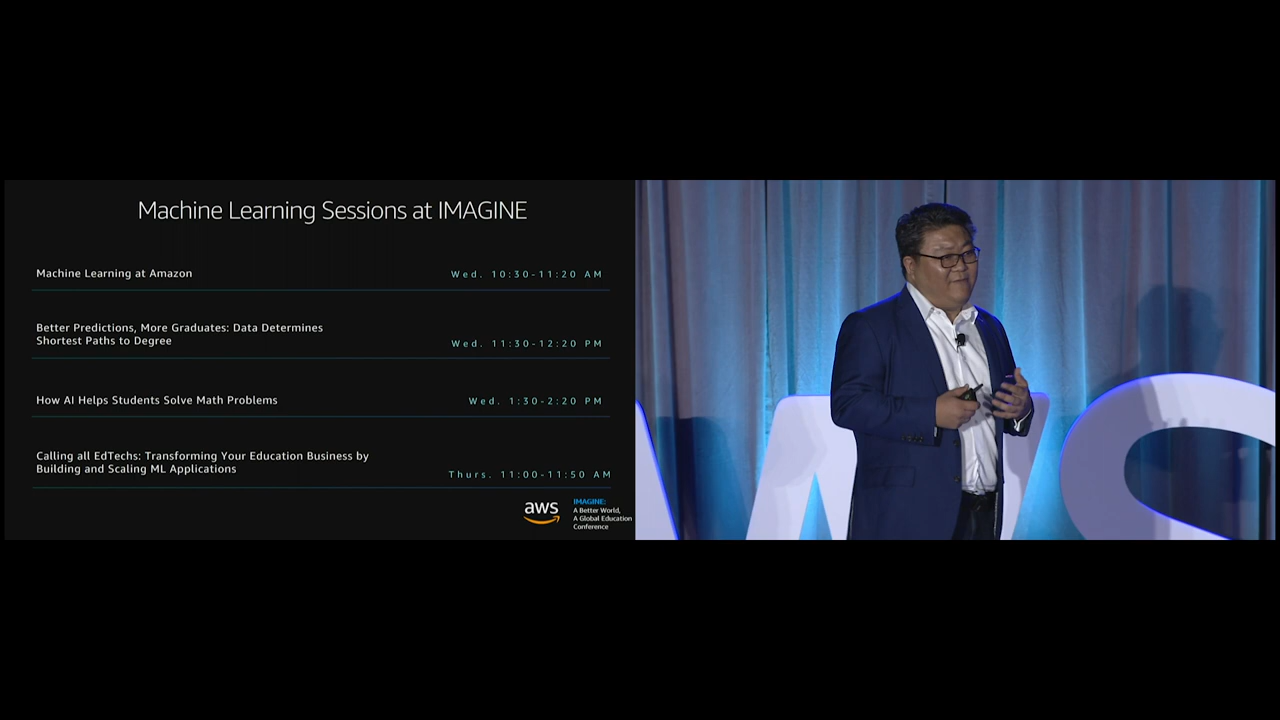 Machine Learning Sessions at IMAGINE
Machine Learning at Amazon
Wed. 10:30-11:20 AM
Better Predictions, More Graduates: Data Determines
Shortest Paths to Degree
Wed. 11:30-12:20 PM
How AI Helps Students Solve Math Problems
Wed. 1:30-2:20 PM
Calling all EdTechs: Transforming Your Education Business by
Building and Scaling ML Applications
Thurs. 11:00-11:50 AM
aws
IMAGINE:
A Better World,
A Global Education
Conference
WS